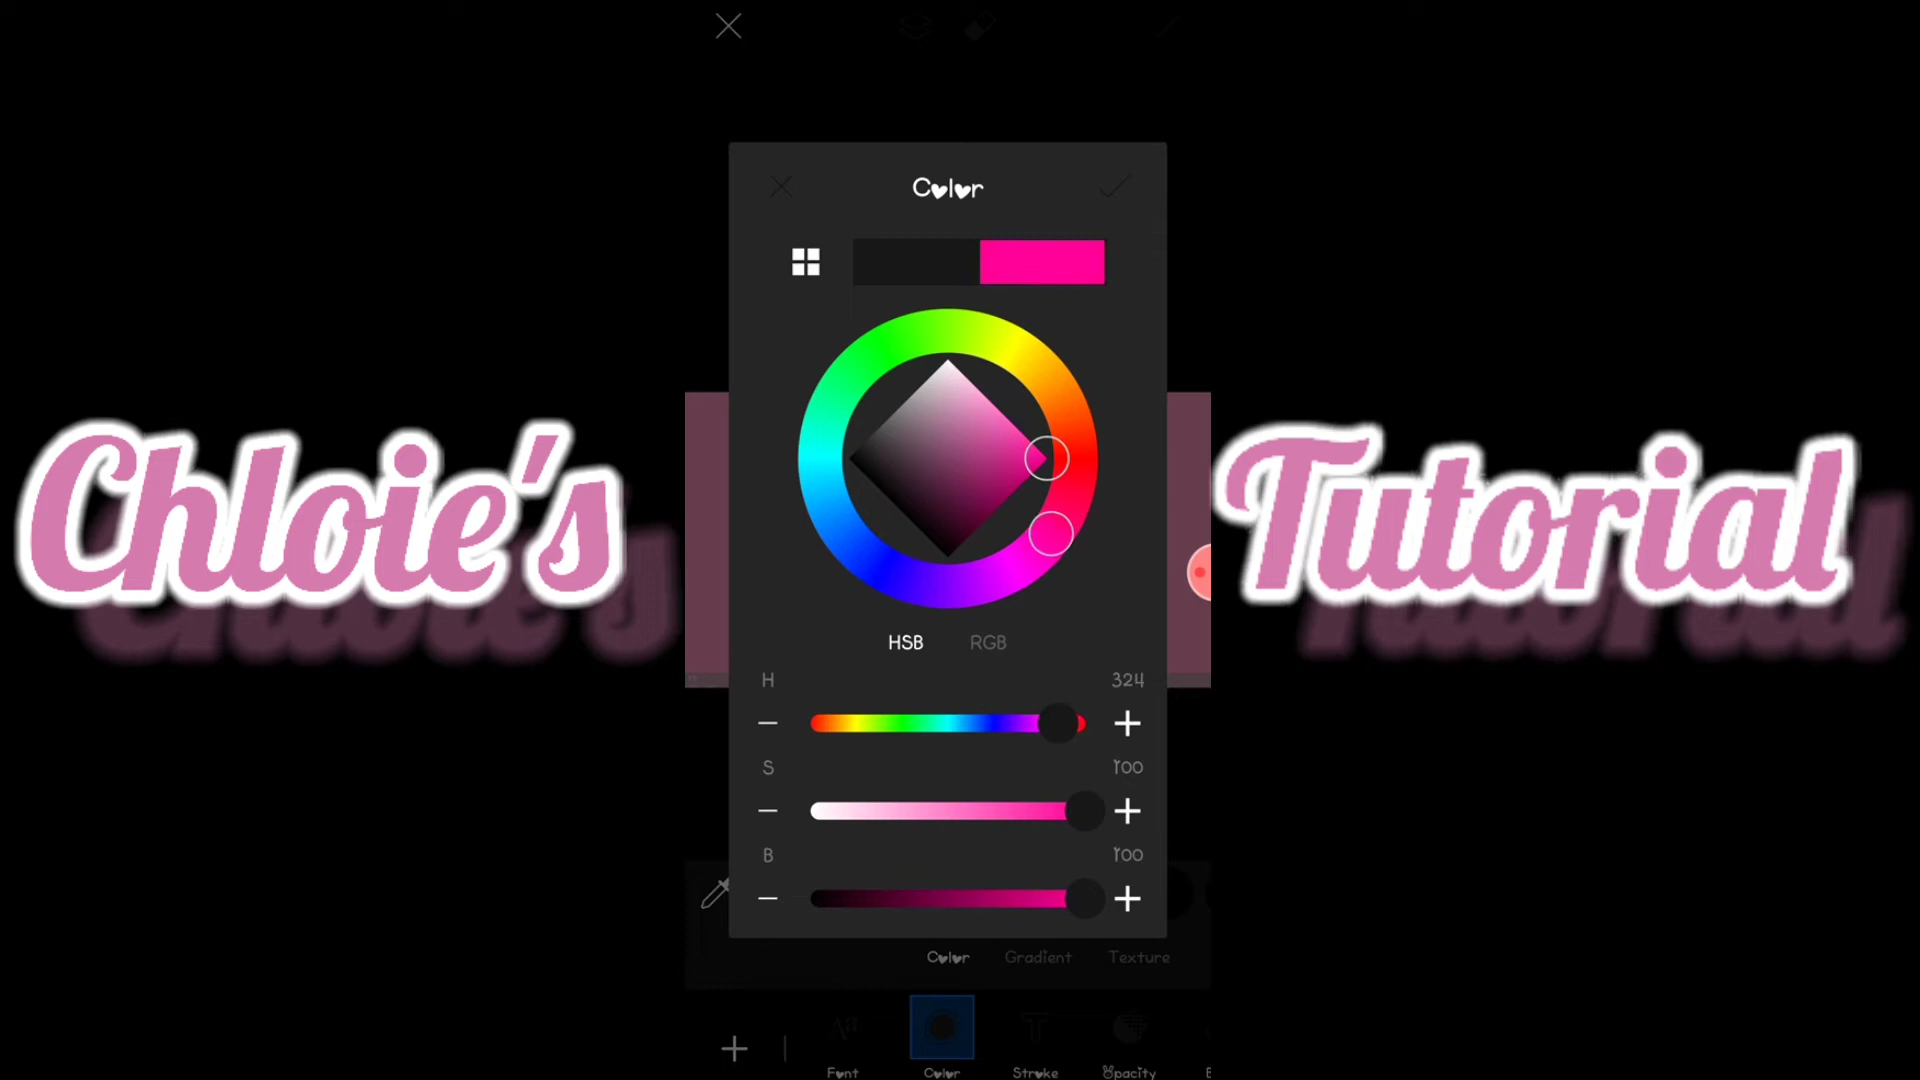 Color
Chloie's
Tutorial
HSB RGB
H 324
S 100
B 100
Color Gradient Texture
Font Color Stroke Opacity